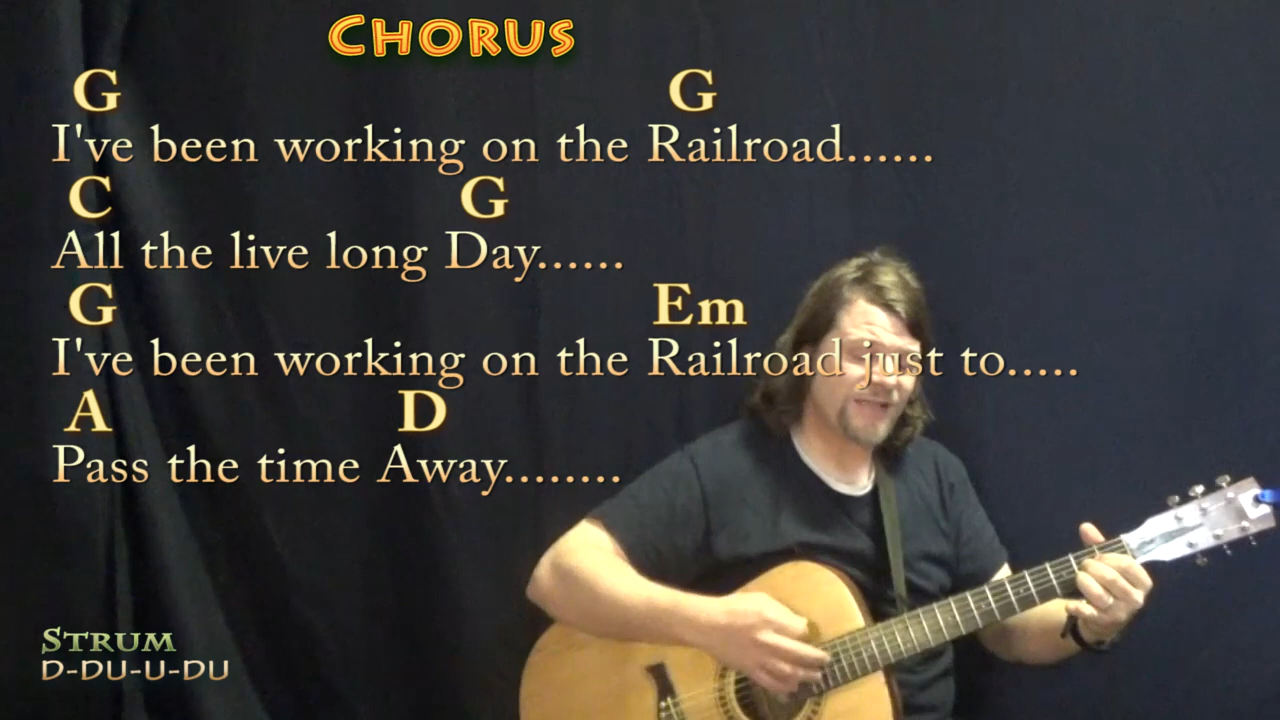 CHORUS
G G
I've been working on the Railroad......
C G
All the live long Day......
G Em
I've been working on the Railroad just to.....
A D
Pass the time Away........
STRUM
D-DU-U-DU